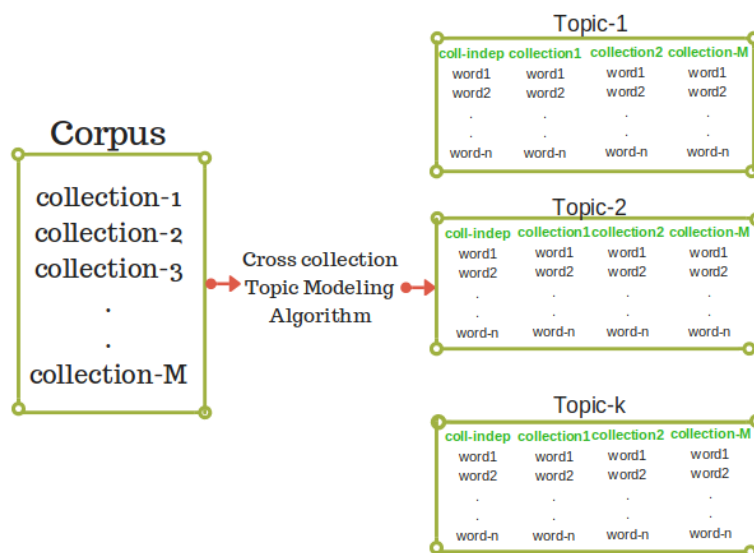 Corpus
collection-1
collection-2
collection-3
.
.
collection-M
Cross collection
Topic Modeling
Algorithm
Topic-1
coll-indep collection1 collection2 collection-M
word1 word1 word1 word1
word2 word2 word2 word2
. . . .
. . . .
word-n word-n word-n word-n
Topic-2
coll-indep collection1 collection2 collection-M
word1 word1 word1 word1
word2 word2 word2 word2
. . . .
. . . .
word-n word-n word-n word-n
Topic-k
coll-indep collection1 collection2 collection-M
word1 word1 word1 word1
word2 word2 word2 word2
. . . .
. . . .
word-n word-n word-n word-n